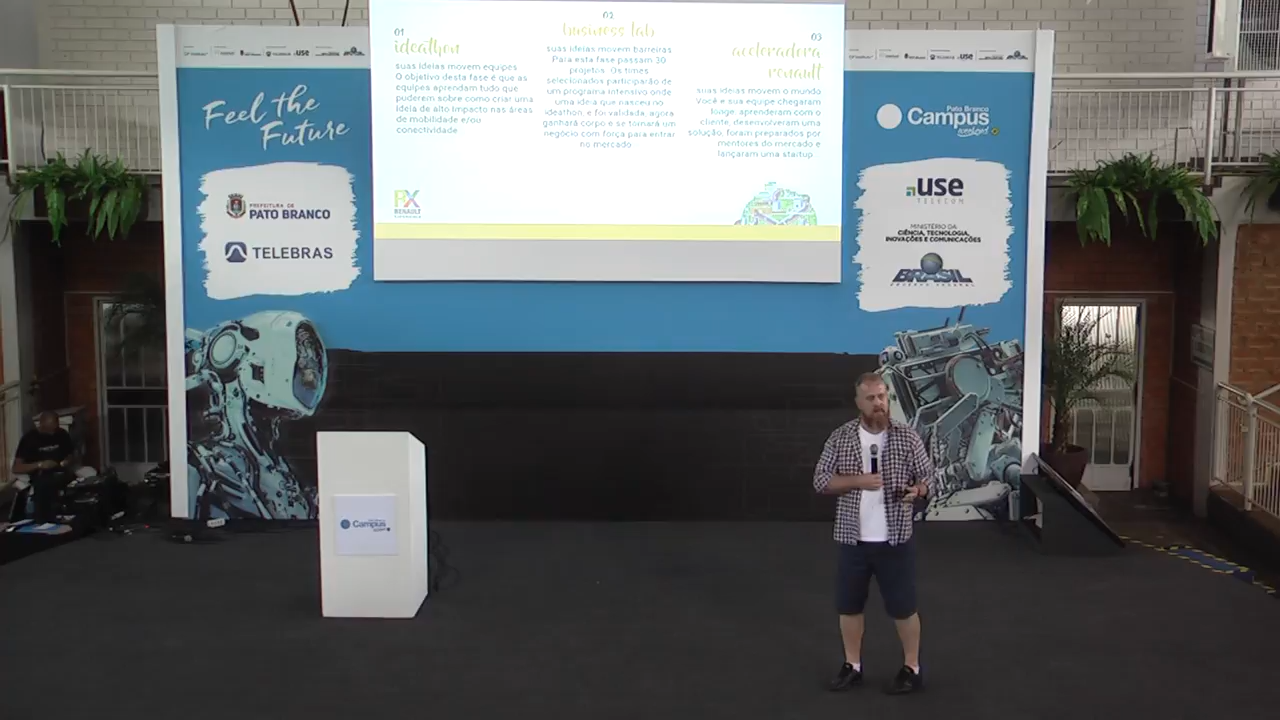 Feel the
Future
PREFEITURA DE
PATO BRANCO
TELEBRAS
01
ideathon
suas ideias movem equipes
O objetivo desta fase é que as
equipes aprendam tudo que
puderem sobre como criar uma
ideia de alto impacto nas áreas
de mobilidade e/ou
conectividade
02
business lab
suas ideias movem barreiras
Para esta fase passam 30
projetos. Os times
selecionados participarão de
um programa intensivo onde
uma ideia que nasceu no
ideathon, e foi validada, agora
ganhará corpo e se tornará um
negócio com força para entrar
no mercado
03
aceleradora
renault
suas ideias movem o mundo
Você e sua equipe chegaram
longe, aprenderam com o
cliente, desenvolveram uma
solução, foram preparados por
mentores do mercado e
lançaram uma startup
RENAULT
Pato Branco
Campus
weekend
use
TELECOM
MINISTÉRIO DA
CIÊNCIA, TECNOLOGIA,
INOVAÇÕES E COMUNICAÇÕES
BRASIL
GOVERNO FEDERAL
Campus